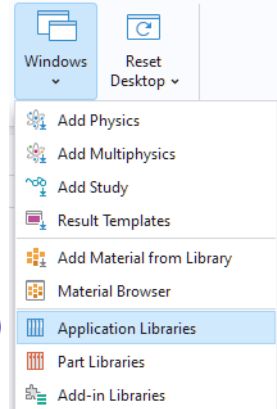 Windows
Reset
Desktop
Add Physics
Add Multiphysics
Add Study
Result Templates
Add Material from Library
Material Browser
Application Libraries
Part Libraries
Add-in Libraries